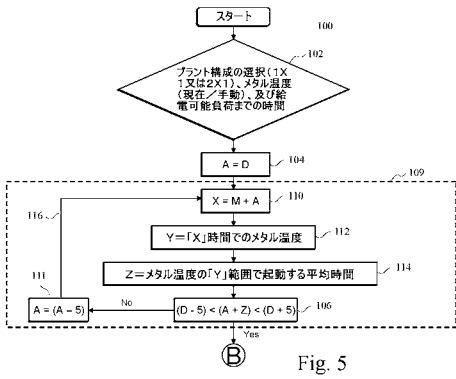 スタート
100
102
プラント構成の選択(1X
1又は2X1)、メタル温度
(現在/手動)、及び給
電可能負荷までの時間
A = D
104
109
116
X = M + A
110
Y=「X」時間でのメタル温度
112
Z=メタル温度の「Y」範囲で起動する平均時間
114
111
A = (A – 5)
No
(D - 5) < (A + Z) < (D + 5)
106
Yes
B
Fig. 5